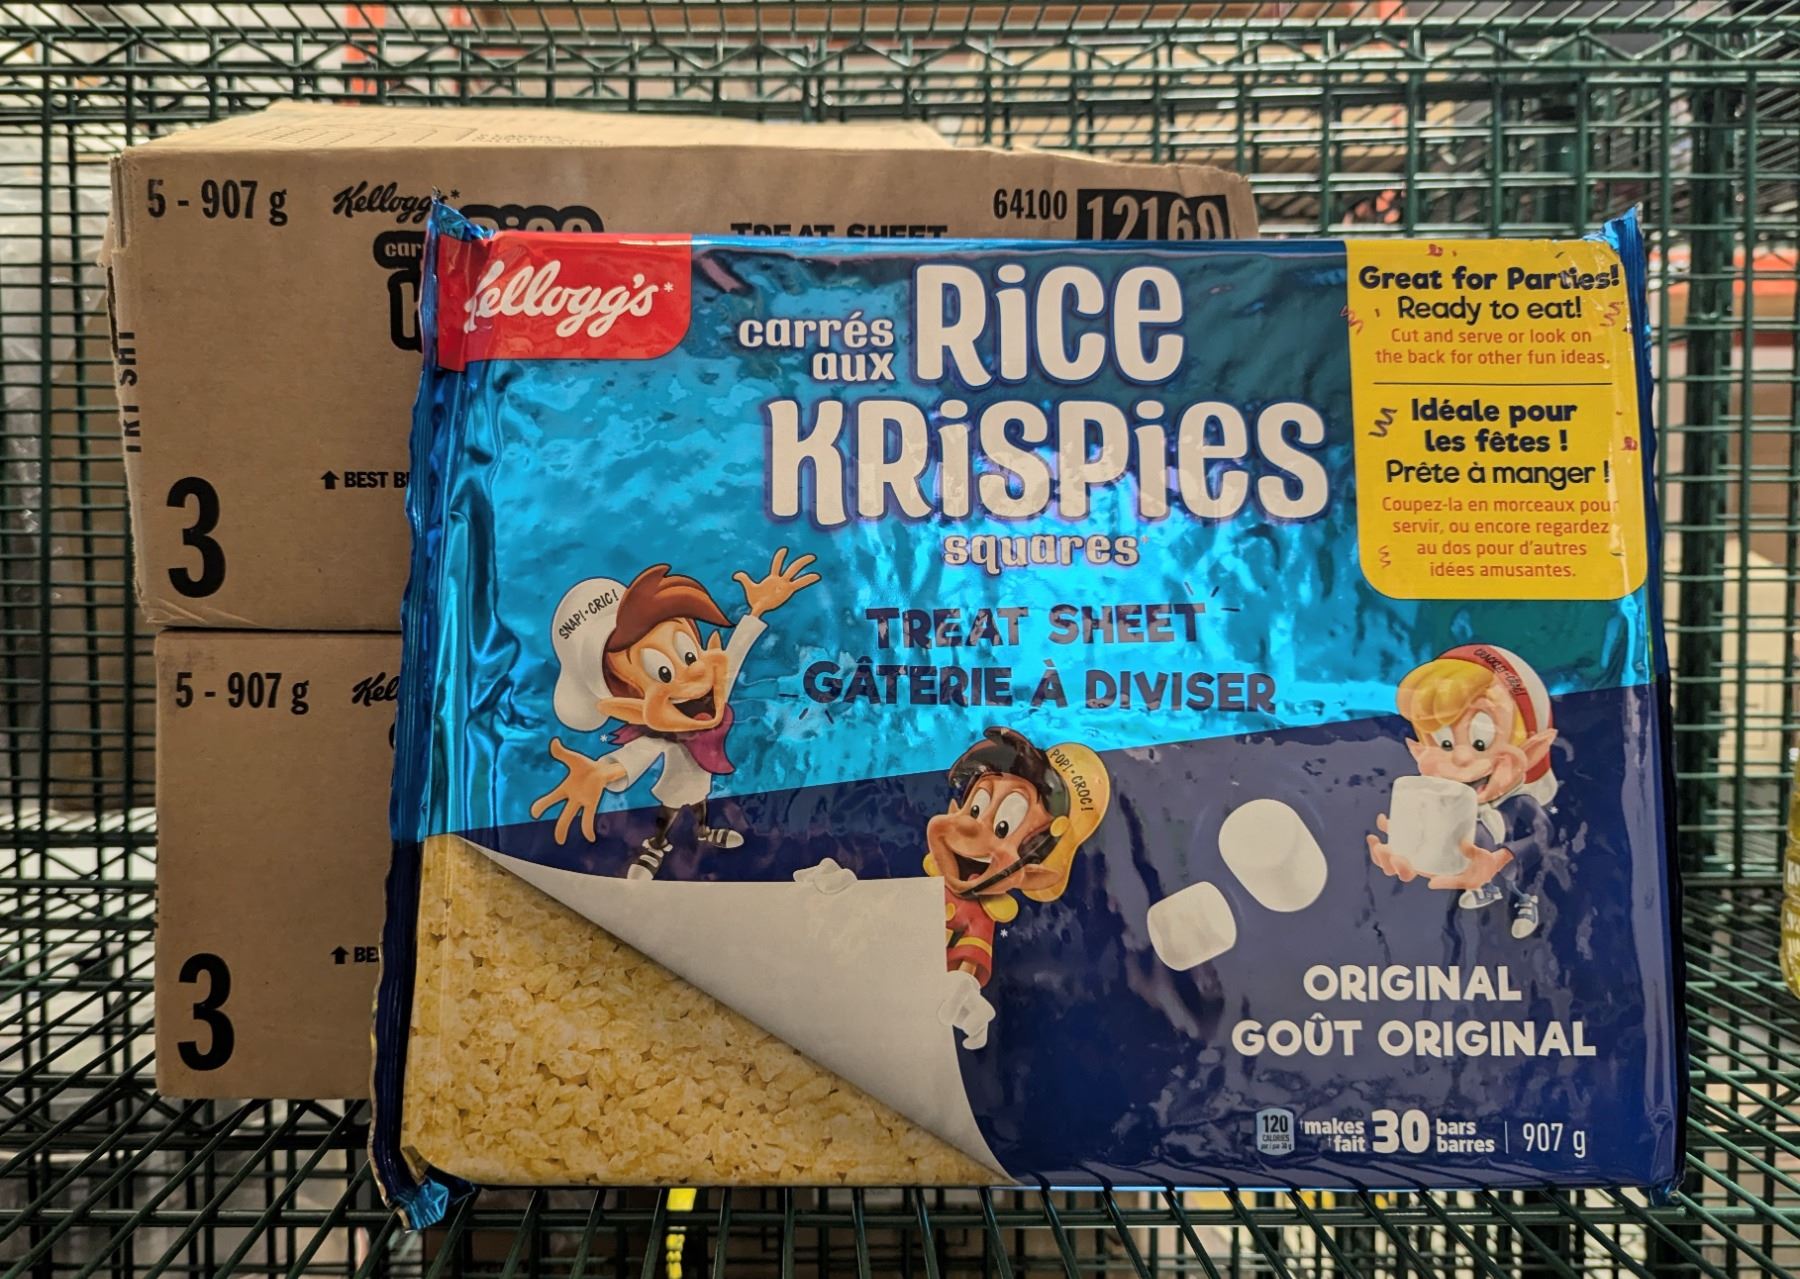 5 - 907 g
64100
12160
TREAT SHEET
3
BEST
5 - 907 g
3
Kellogg's*
carrés
aux
RiCE
KRiSPiES
squares*
TREAT SHEET
GÂTERIE À DIVISER
Great for Parties!
Ready to eat!
Cut and serve or look on
the back for other fun ideas.
Idéale pour
les fêtes !
Prête à manger !
Coupez-la en morceaux pour
servir, ou encore regardez
au dos pour d'autres
idées amusantes.
SNAP! • CRIC!
POP! • CROC!
ORIGINAL
GOÛT ORIGINAL
120
CALORIES
†makes
†fait
30
bars
barres
907 g